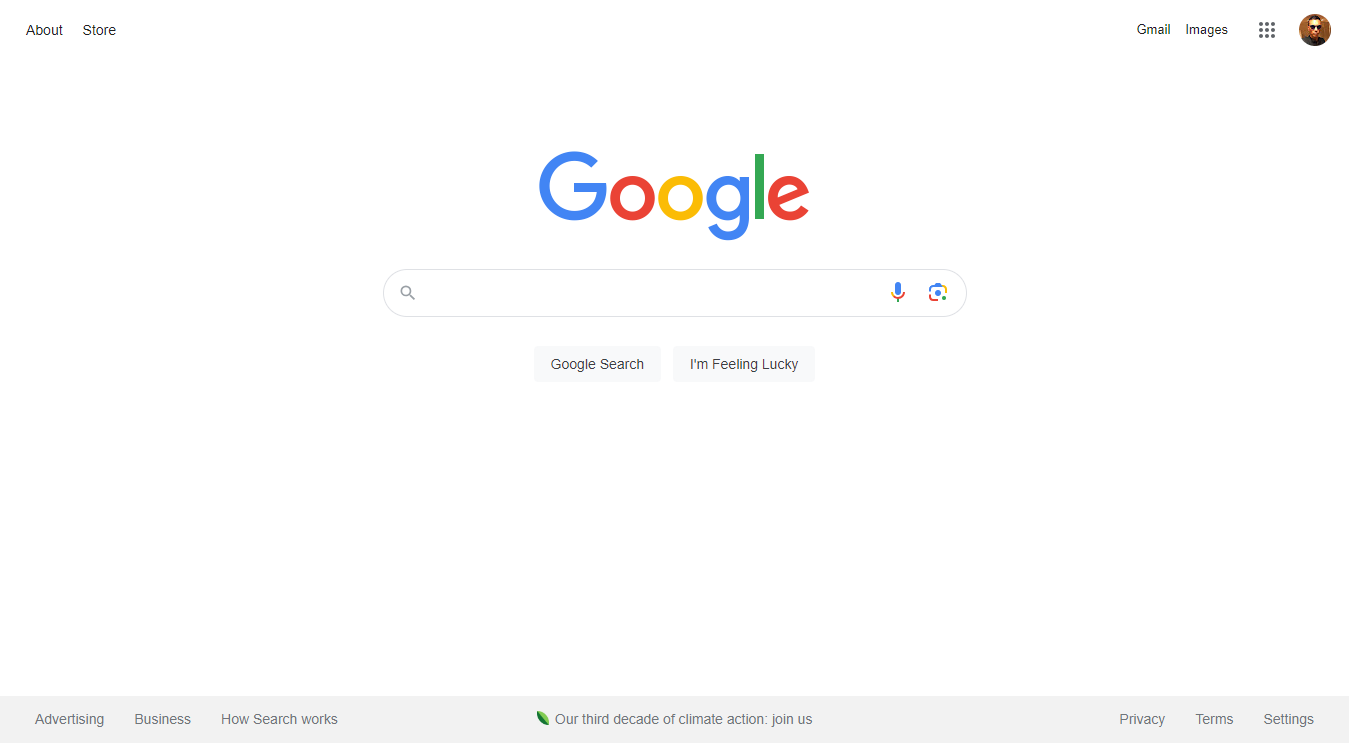 About Store Gmail Images
Google
Google Search I'm Feeling Lucky
Advertising Business How Search works Our third decade of climate action: join us Privacy Terms Settings